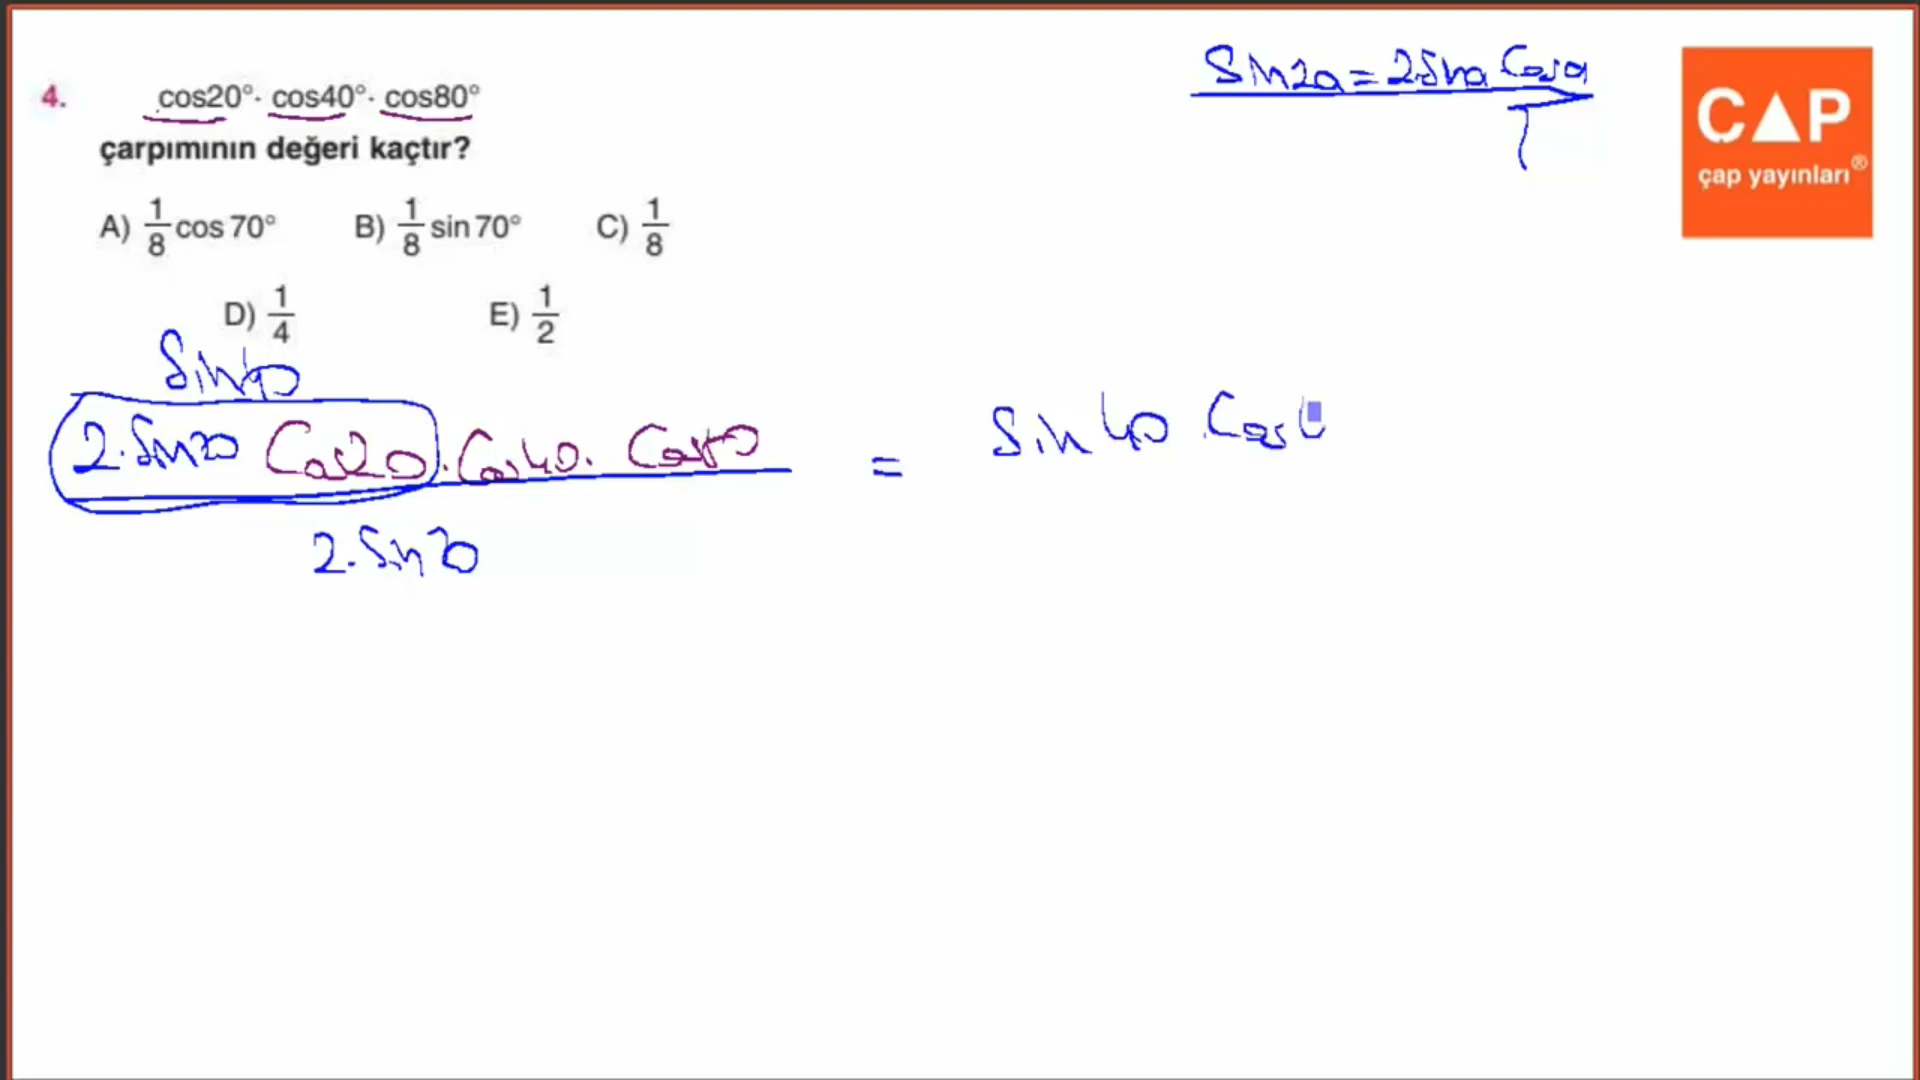 4. cos20°· cos40°· cos80°
çarpımının değeri kaçtır?
A) 1/8 cos 70° B) 1/8 sin 70° C) 1/8
D) 1/4 E) 1/2
Sin2a = 2Sina Cosa
CAP
çap yayınları®
Sin40
2.Sin20 Cos20.Cos40. Cos80 = Sin40 .Cos4
2.Sin20